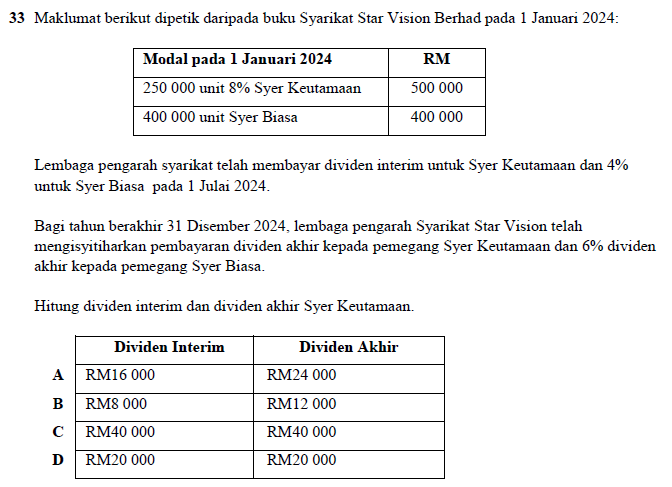 33 Maklumat berikut dipetik daripada buku Syarikat Star Vision Berhad pada 1 Januari 2024:
Modal pada 1 Januari 2024 RM
250 000 unit 8% Syer Keutamaan 500 000
400 000 unit Syer Biasa 400 000
Lembaga pengarah syarikat telah membayar dividen interim untuk Syer Keutamaan dan 4%
untuk Syer Biasa pada 1 Julai 2024.
Bagi tahun berakhir 31 Disember 2024, lembaga pengarah Syarikat Star Vision telah
mengisyitiharkan pembayaran dividen akhir kepada pemegang Syer Keutamaan dan 6% dividen
akhir kepada pemegang Syer Biasa.
Hitung dividen interim dan dividen akhir Syer Keutamaan.
Dividen Interim Dividen Akhir
A RM16 000 RM24 000
B RM8 000 RM12 000
C RM40 000 RM40 000
D RM20 000 RM20 000